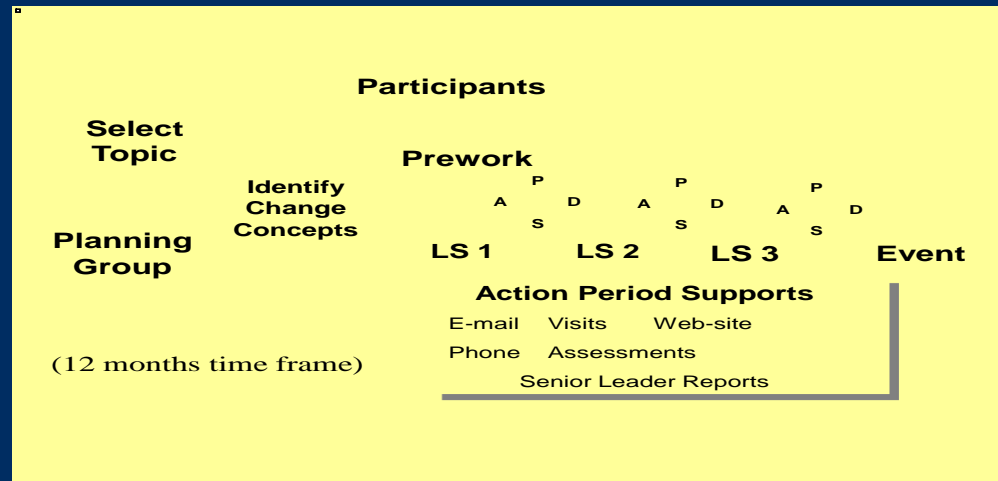 Participants
Select
Topic
Prework
Identify
Change
Concepts
P
P
P
A
D
A
D
A
D
S
S
S
Planning
Group
LS 1
LS 2
LS 3
Event
Action Period Supports
E-mail Visits Web-site
Phone Assessments
Senior Leader Reports
(12 months time frame)